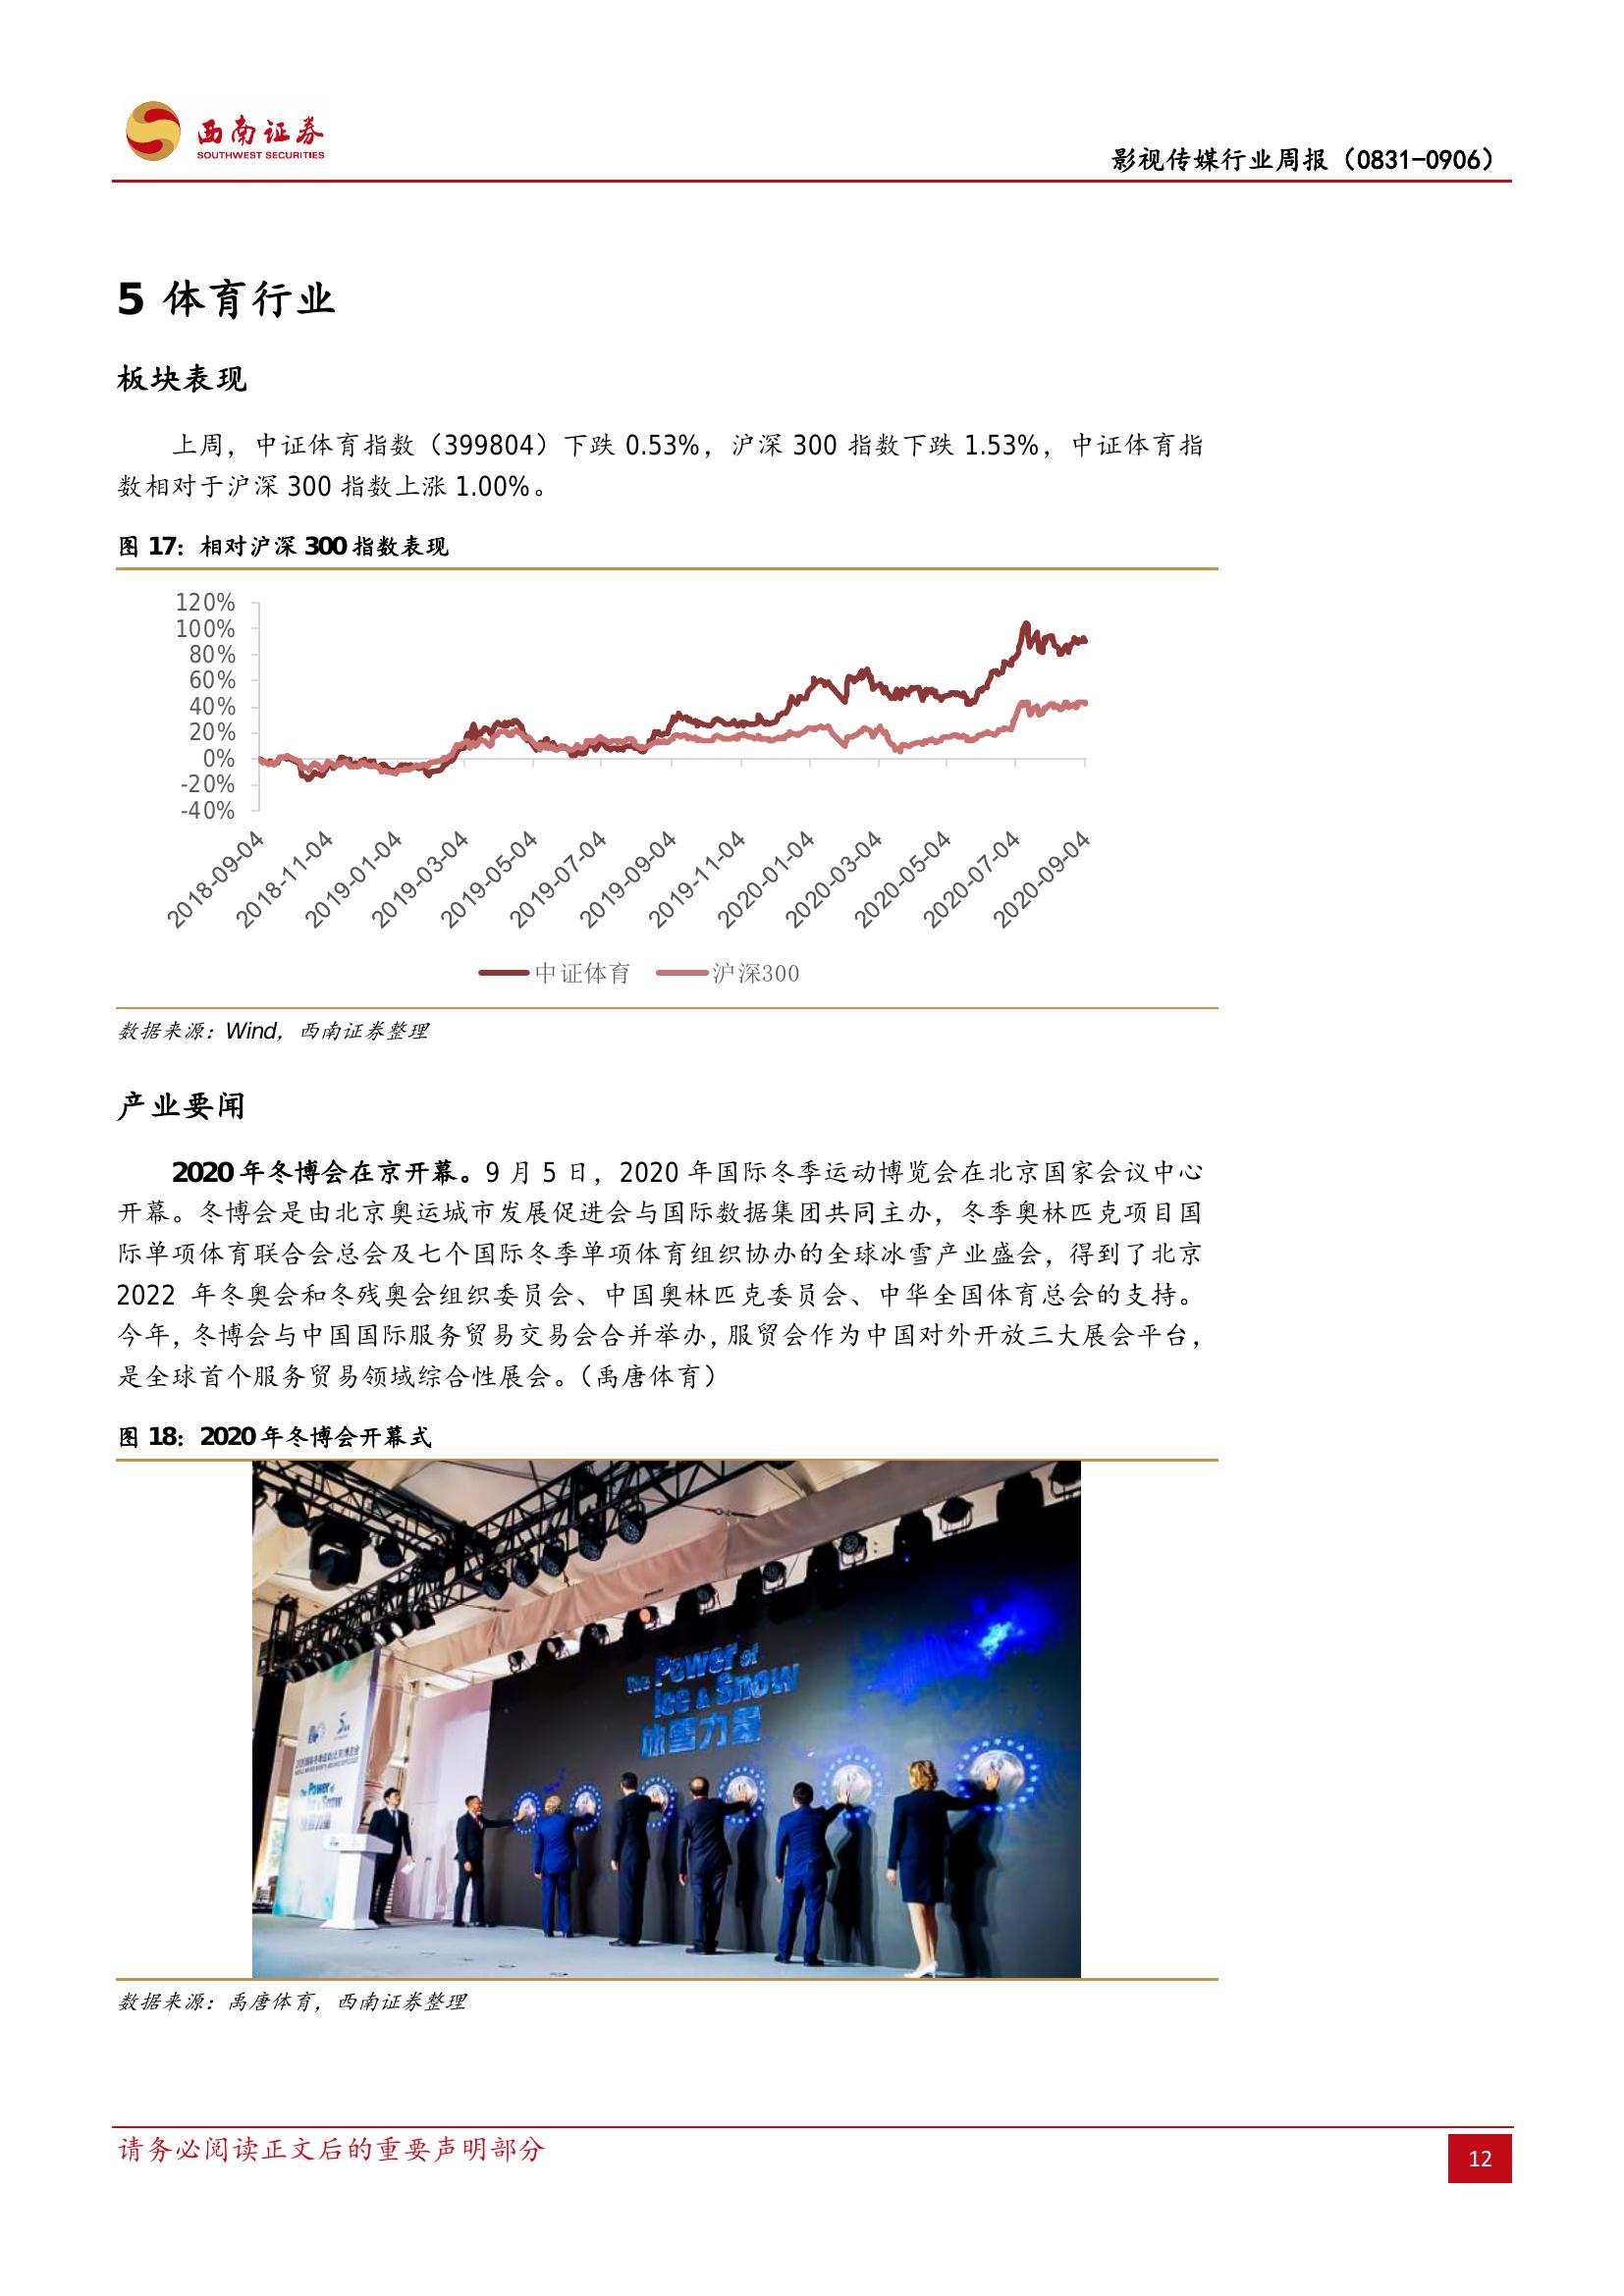 西南证券
SOUTHWEST SECURITIES
影视传媒行业周报（0831-0906）
5 体育行业
板块表现
上周，中证体育指数（399804）下跌 0.53%，沪深 300 指数下跌 1.53%，中证体育指
数相对于沪深 300 指数上涨 1.00%。
图 17：相对沪深 300 指数表现
120%
100%
80%
60%
40%
20%
0%
-20%
-40%
2018-09-04
2018-11-04
2019-01-04
2019-03-04
2019-05-04
2019-07-04
2019-09-04
2019-11-04
2020-01-04
2020-03-04
2020-05-04
2020-07-04
2020-09-04
中证体育 沪深300
数据来源：Wind，西南证券整理
产业要闻
2020 年冬博会在京开幕。9 月 5 日，2020 年国际冬季运动博览会在北京国家会议中心
开幕。冬博会是由北京奥运城市发展促进会与国际数据集团共同主办，冬季奥林匹克项目国
际单项体育联合会总会及七个国际冬季单项体育组织协办的全球冰雪产业盛会，得到了北京
2022 年冬奥会和冬残奥会组织委员会、中国奥林匹克委员会、中华全国体育总会的支持。
今年，冬博会与中国国际服务贸易交易会合并举办，服贸会作为中国对外开放三大展会平台，
是全球首个服务贸易领域综合性展会。（禹唐体育）
图 18：2020 年冬博会开幕式
The Power of
Ice & Snow
冰雪力量
The Power of
Ice & Snow
冰雪力量
数据来源：禹唐体育，西南证券整理
请务必阅读正文后的重要声明部分
12